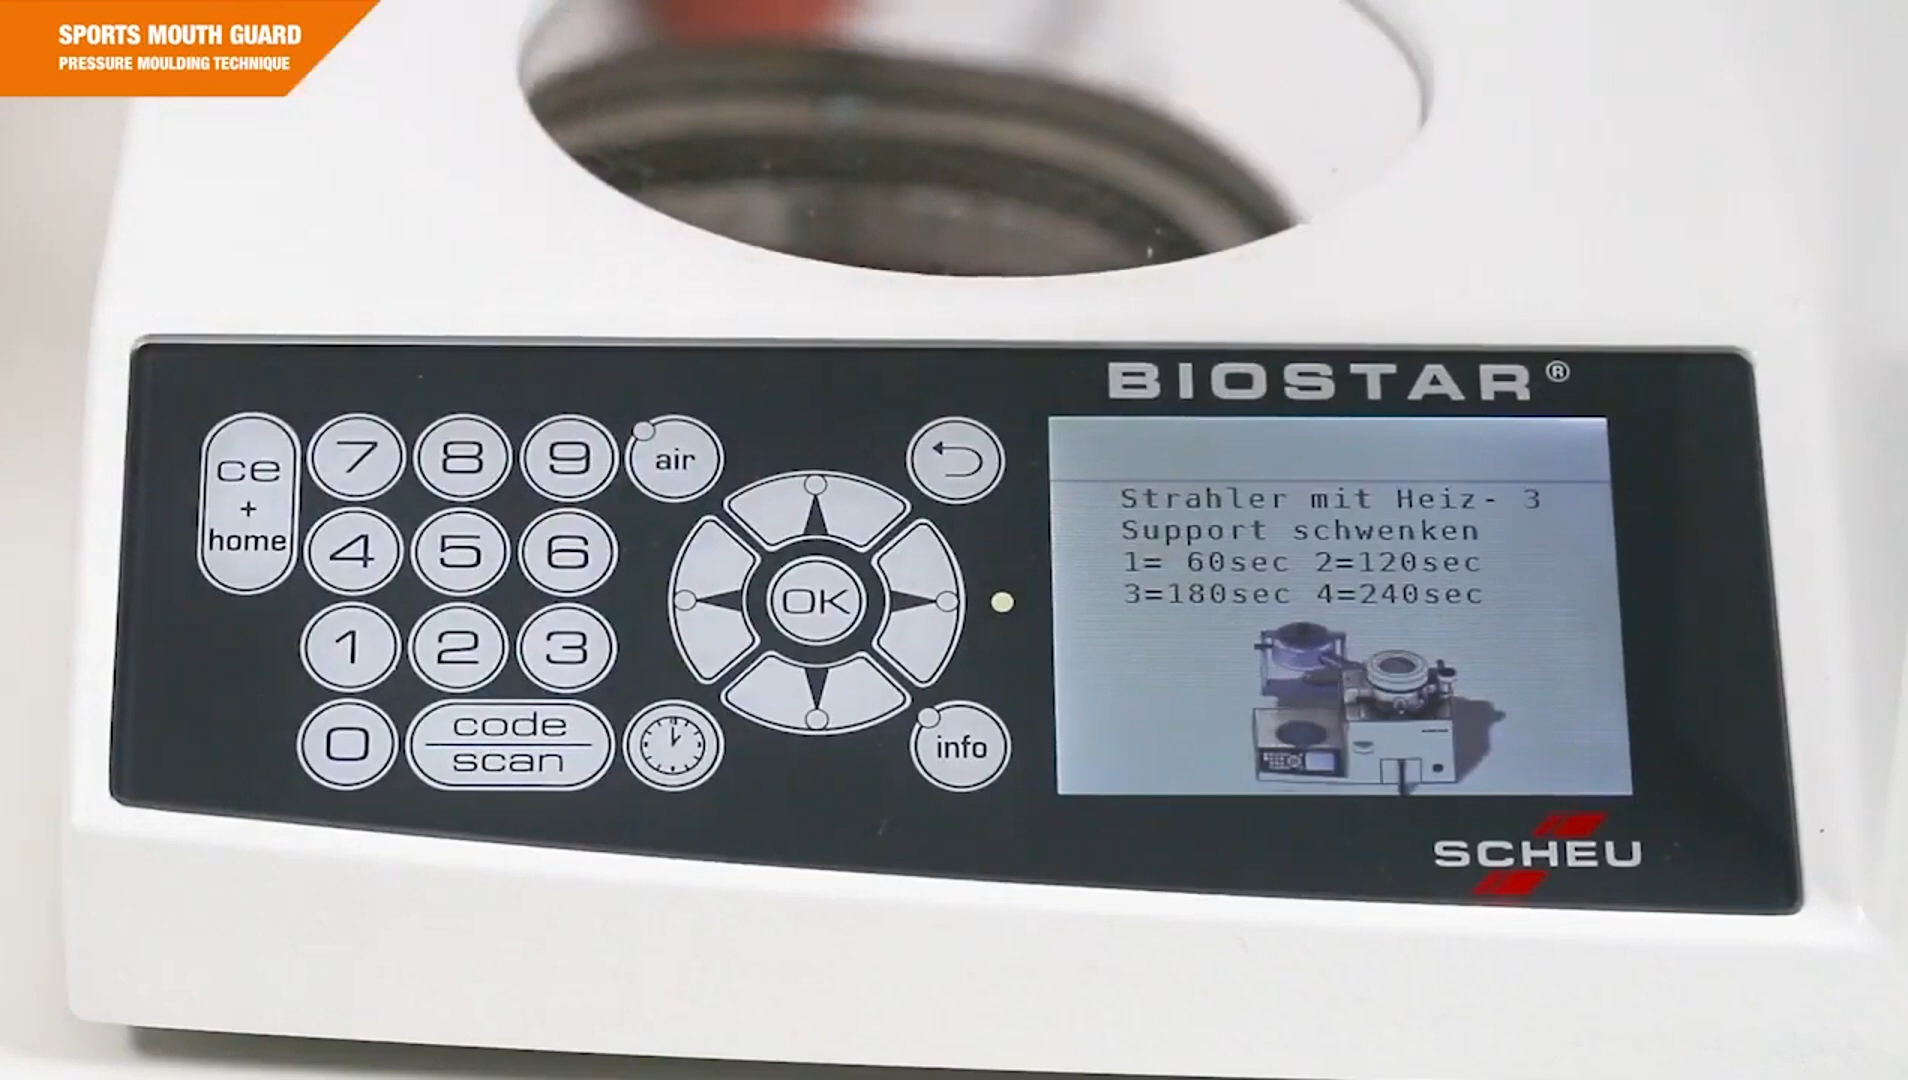 SPORTS MOUTH GUARD
PRESSURE MOULDING TECHNIQUE
BIOSTAR®
ce + home
7 8 9 air
4 5 6
OK
1 2 3
0 code scan
info
Strahler mit Heiz- 3
Support schwenken
1= 60sec 2=120sec
3=180sec 4=240sec
SCHEU